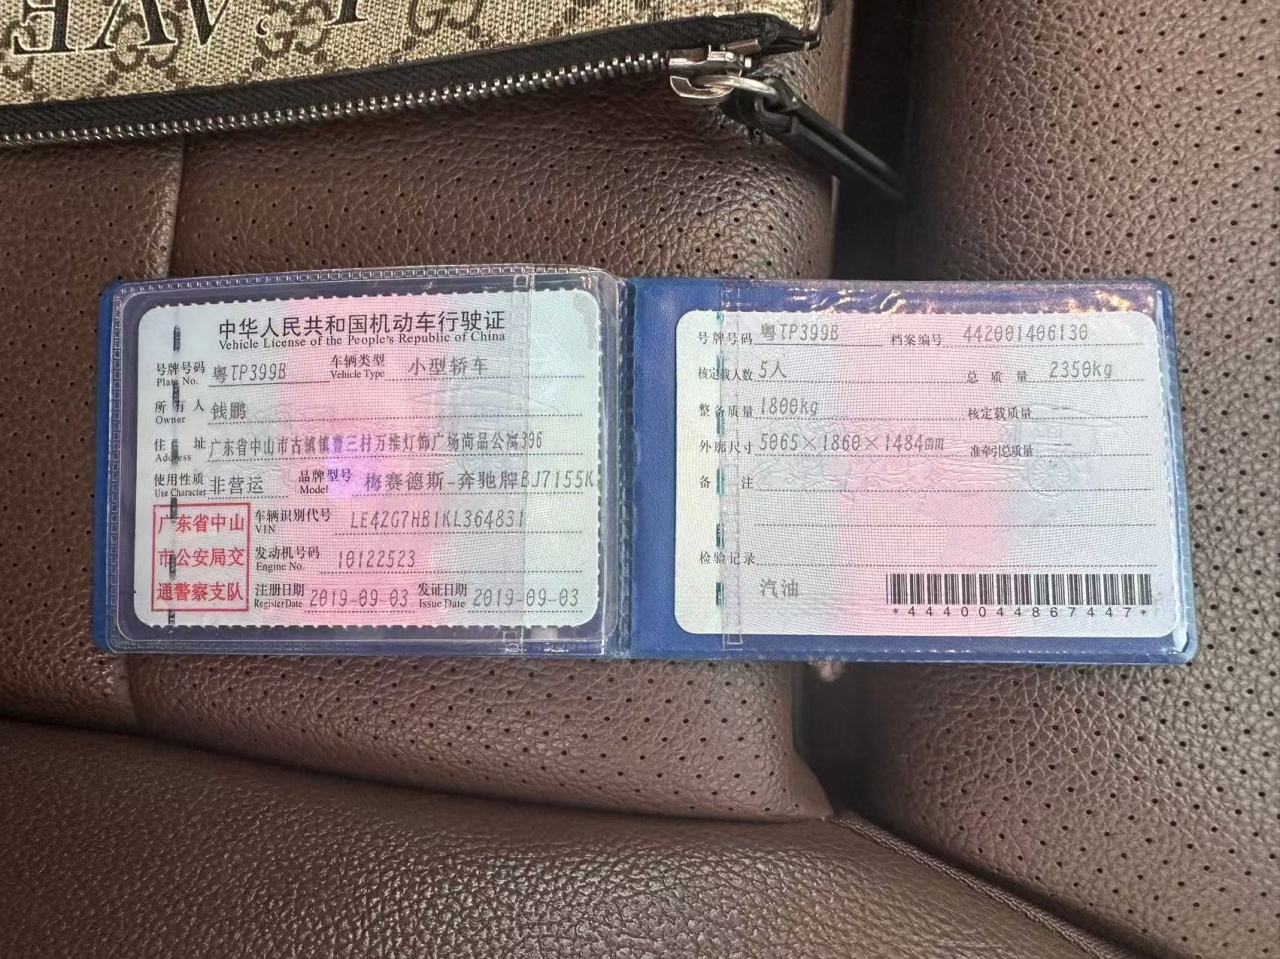 中华人民共和国机动车行驶证
Vehicle License of the People's Republic of China
号牌号码 粤TP399B 车辆类型 小型轿车
Plate No. Vehicle Type
所有人 钱鹏
Owner
住址 广东省中山市古镇镇曹三村万维灯饰广场尚品公寓396
Address
使用性质 非营运 品牌型号 梅赛德斯-奔驰牌BJ7155K
Use Character Model
广东省中山
市公安局交
通警察支队
车辆识别代号 LE4ZG7HB1KL364831
VIN
发动机号码 10122523
Engine No.
注册日期 2019-09-03 发证日期 2019-09-03
Register Date Issue Date
号牌号码 粤TP399B 档案编号 442001406130
核定载人数 5人 总质量 2350kg
整备质量 1800kg 核定载质量 --
外廓尺寸 5065×1860×1484mm 准牵引总质量 --
备注
检验记录
汽油
*4440044867447*